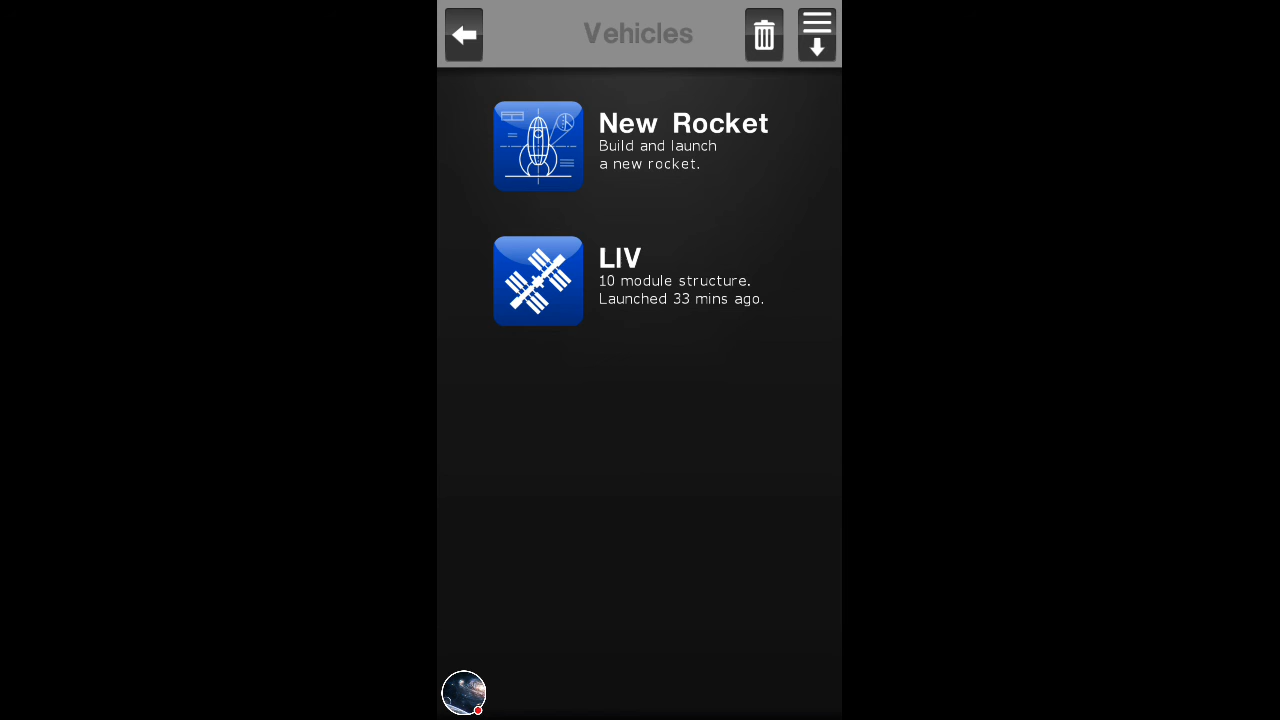 Vehicles
New Rocket
Build and launch
a new rocket.
LIV
10 module structure.
Launched 33 mins ago.